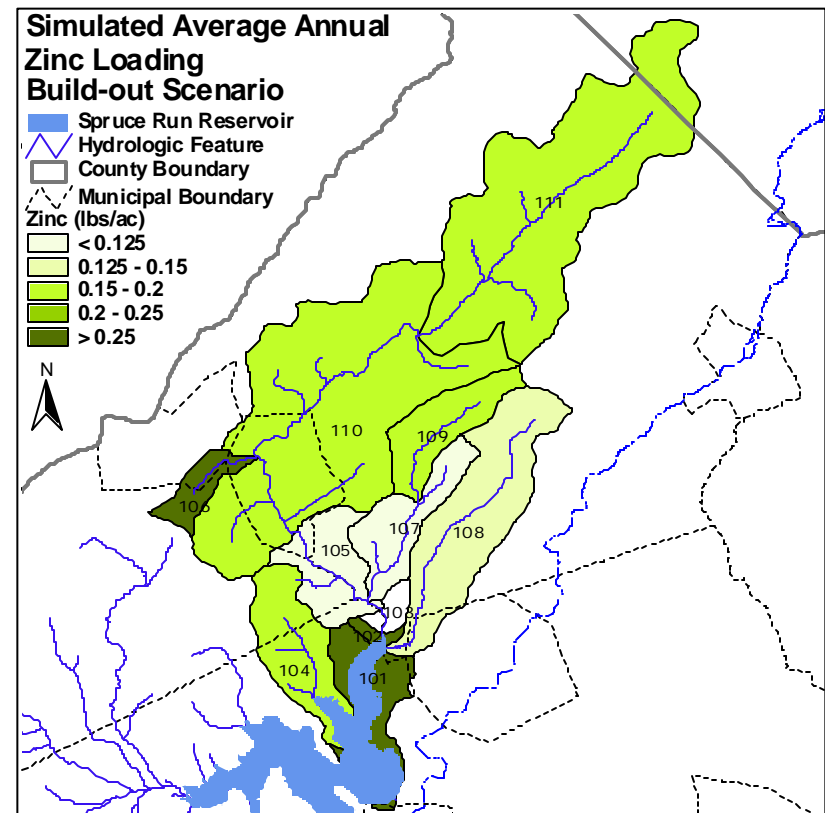 Simulated Average Annual
Zinc Loading
Build-out Scenario
Spruce Run Reservoir
Hydrologic Feature
County Boundary
Municipal Boundary
Zinc (lbs/ac)
< 0.125
0.125 - 0.15
0.15 - 0.2
0.2 - 0.25
> 0.25
N
111
110
109
106
107
108
105
103
102
104
101